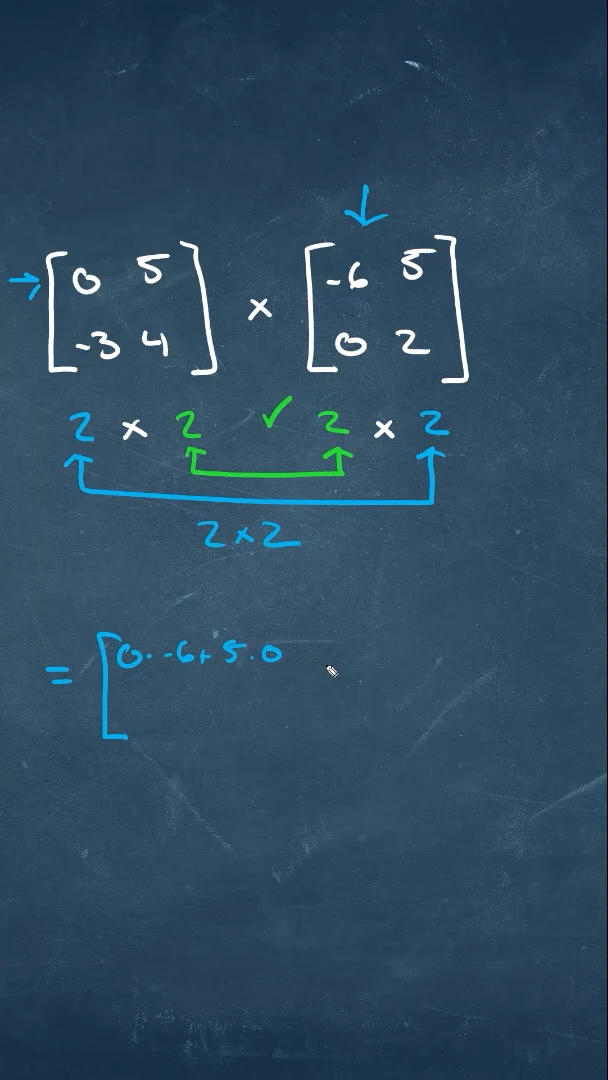 [0 5] × [-6 5]
[-3 4] [0 2]
2 × 2 ✓ 2 × 2
2×2
= [0·-6+5·0